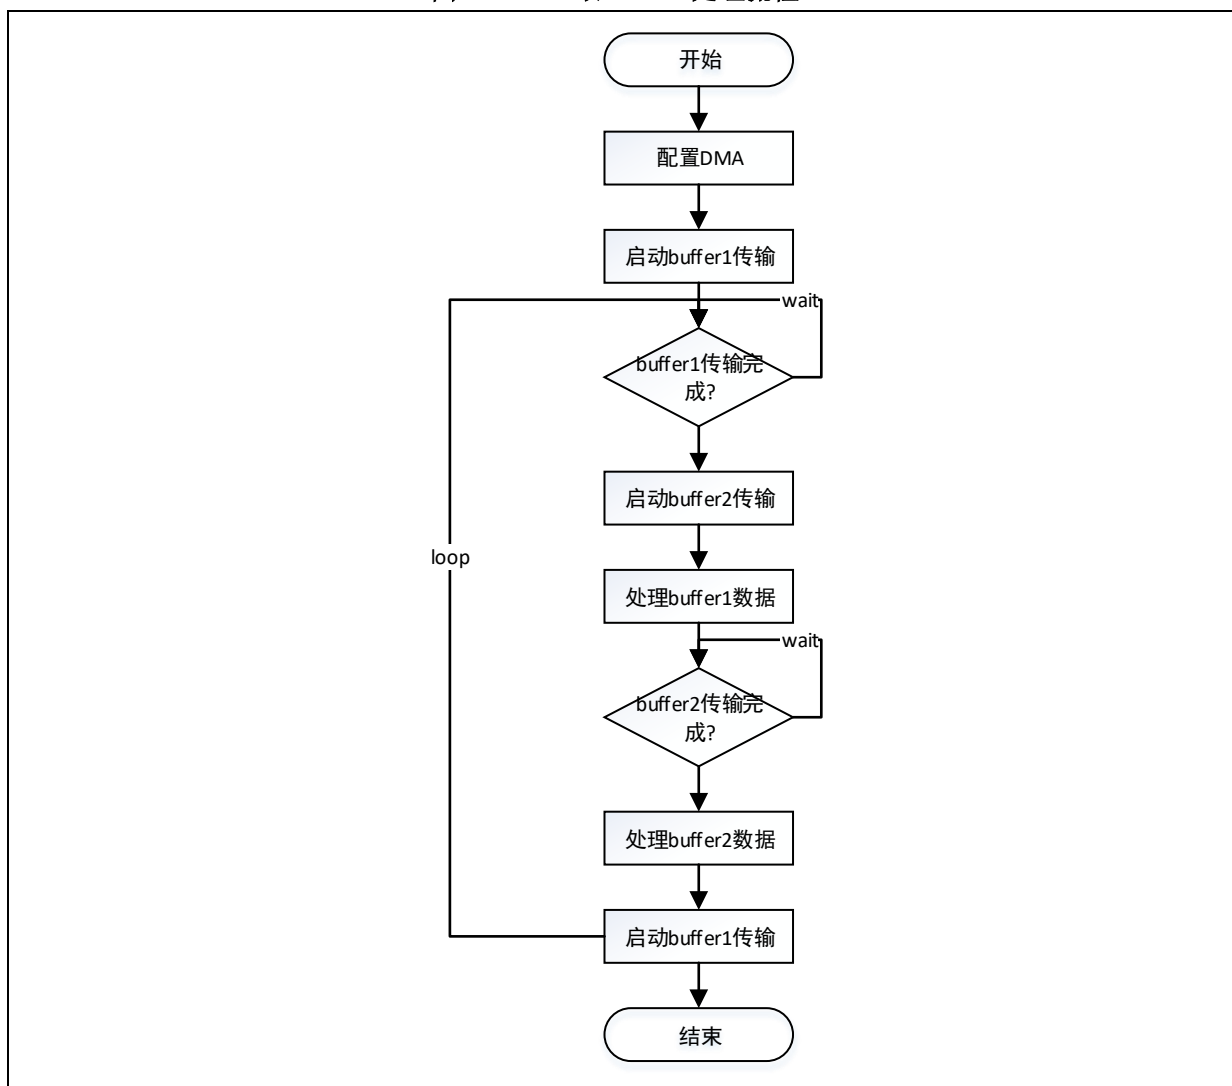 开始
配置DMA
启动buffer1传输
wait
buffer1传输完
成?
启动buffer2传输
loop
处理buffer1数据
wait
buffer2传输完
成?
处理buffer2数据
启动buffer1传输
结束